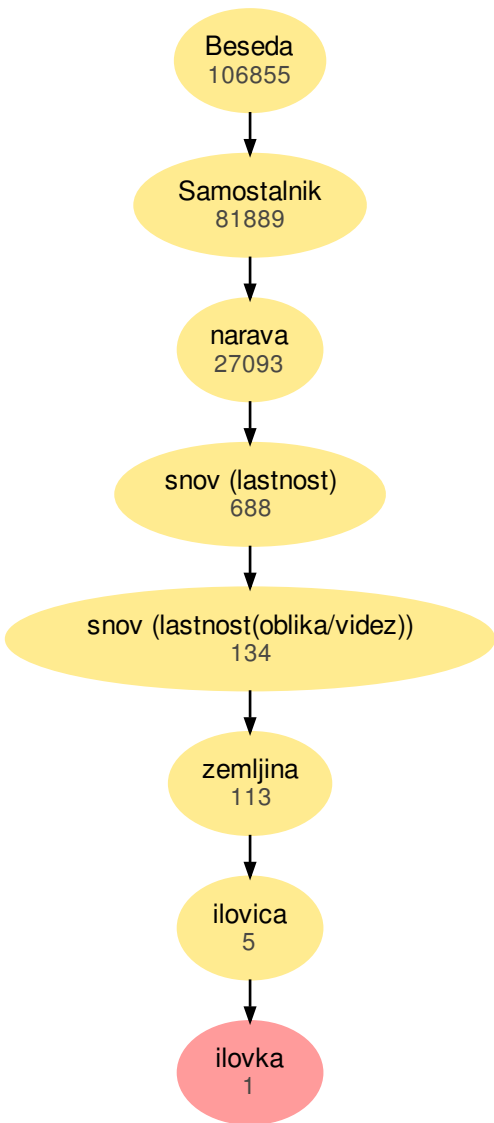 Beseda
106855
Samostalnik
81889
narava
27093
snov (lastnost)
688
snov (lastnost(oblika/videz))
134
zemljina
113
ilovica
5
ilovka
1